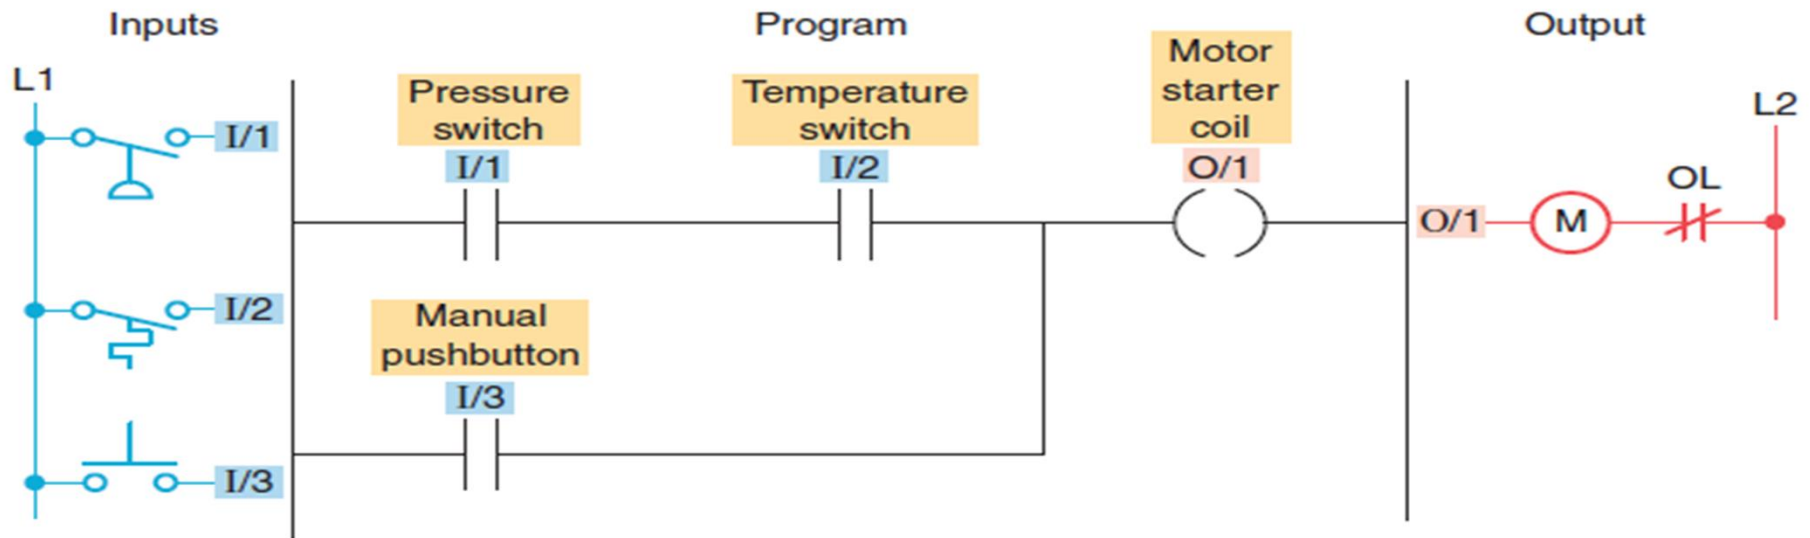 Inputs
Program
Output
L1
I/1
I/2
I/3
Pressure
switch
I/1
Temperature
switch
I/2
Motor
starter
coil
O/1
Manual
pushbutton
I/3
O/1
M
OL
L2